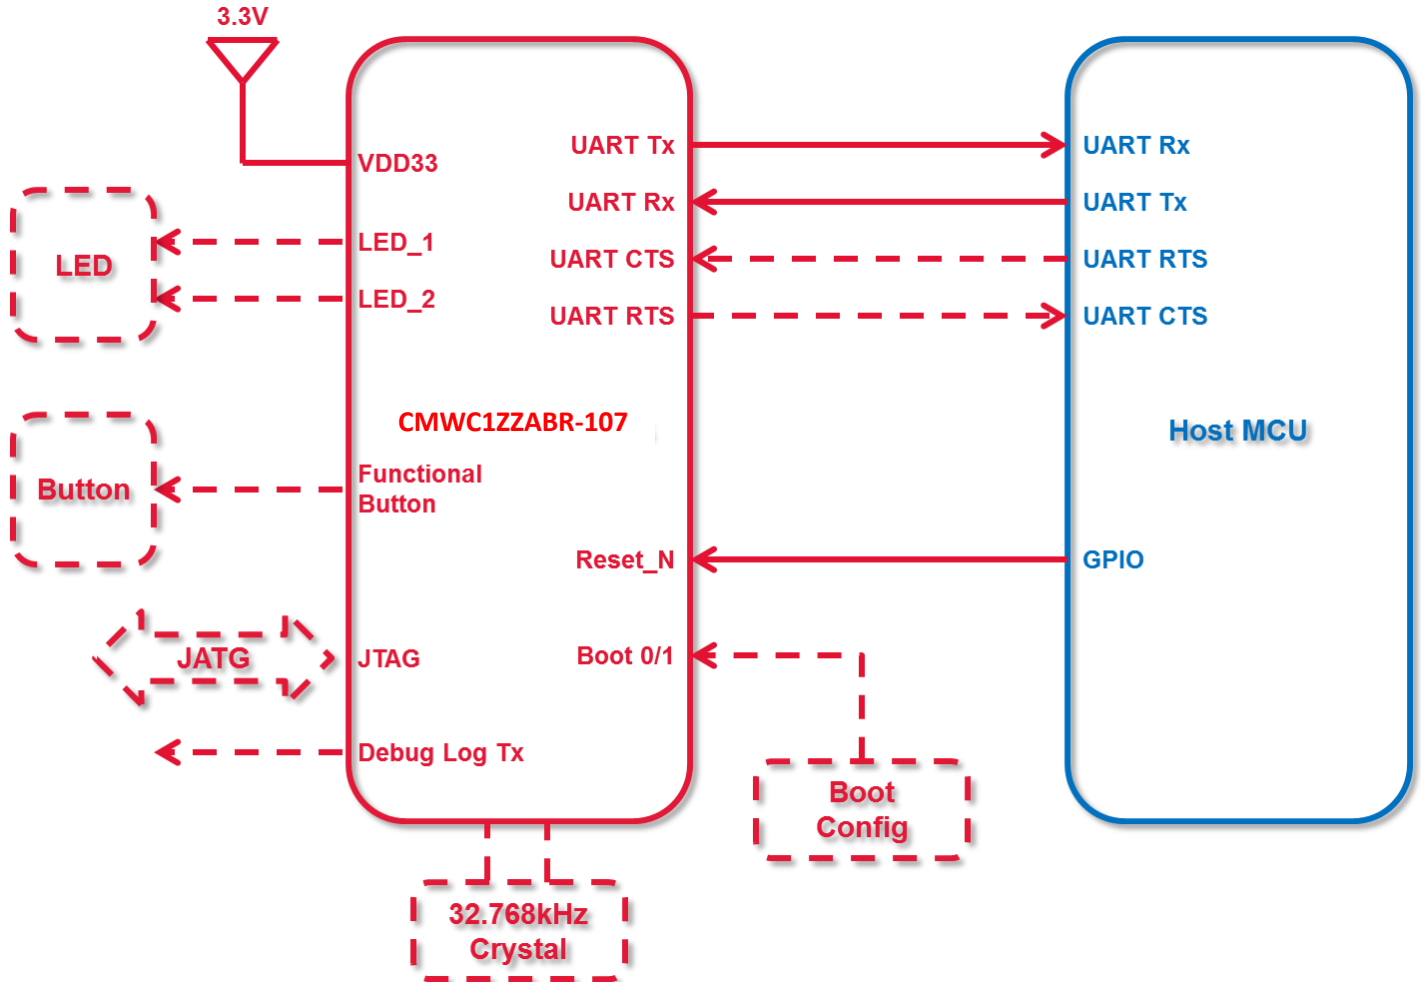 3.3V
VDD33
LED_1
LED_2
LED
Functional
Button
Button
JATG
JTAG
Debug Log Tx
UART Tx
UART Rx
UART CTS
UART RTS
CMWC1ZZABR-107
Reset_N
Boot 0/1
Boot
Config
32.768kHz
Crystal
UART Rx
UART Tx
UART RTS
UART CTS
Host MCU
GPIO